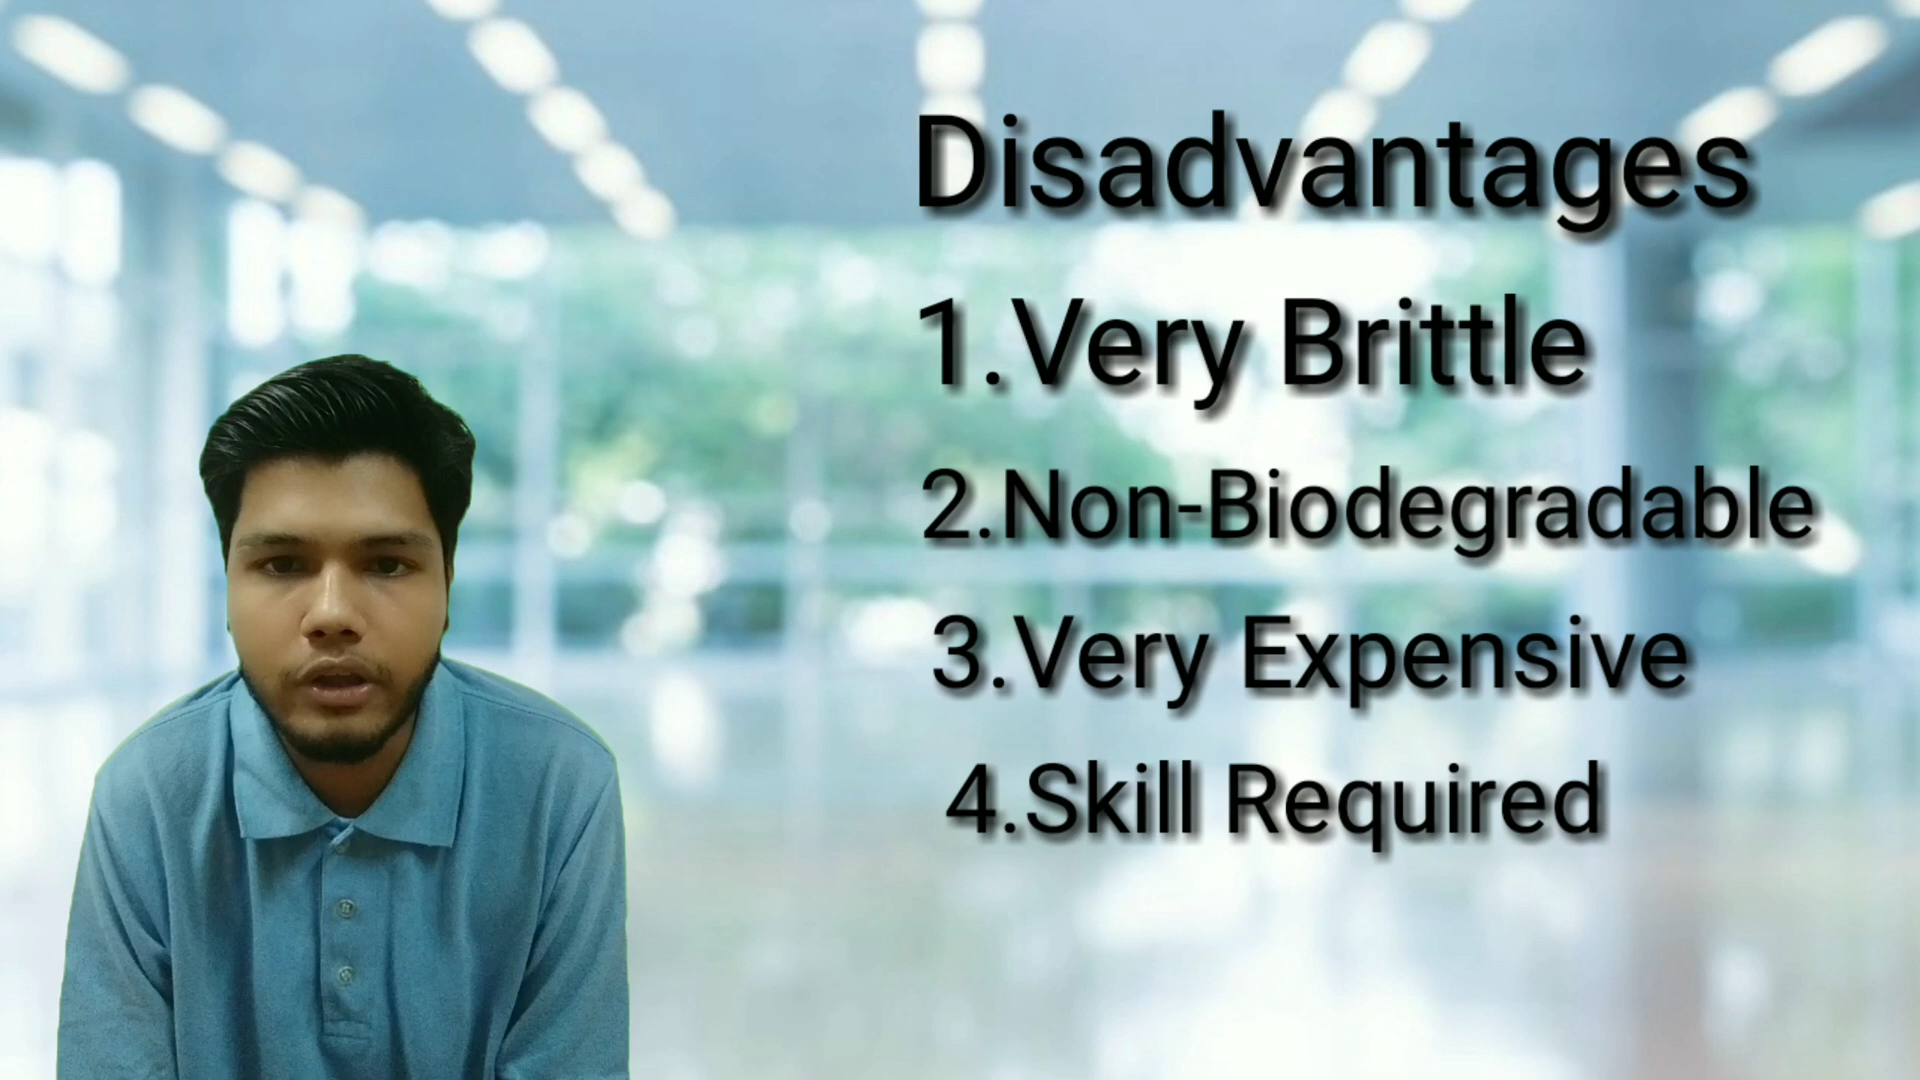 Disadvantages
1.Very Brittle
2.Non-Biodegradable
3.Very Expensive
4.Skill Required